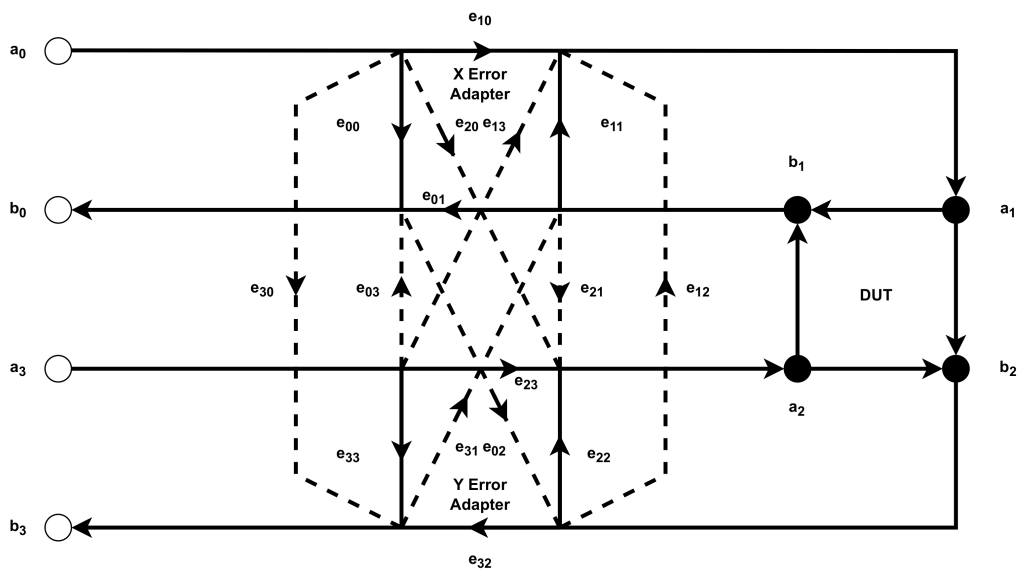 e10
a0
X Error
Adapter
e00
e20 e13
e11
b1
b0
e01
a1
e30
e03
e21
e12
DUT
a3
e23
b2
a2
e33
e31 e02
e22
Y Error
Adapter
b3
e32